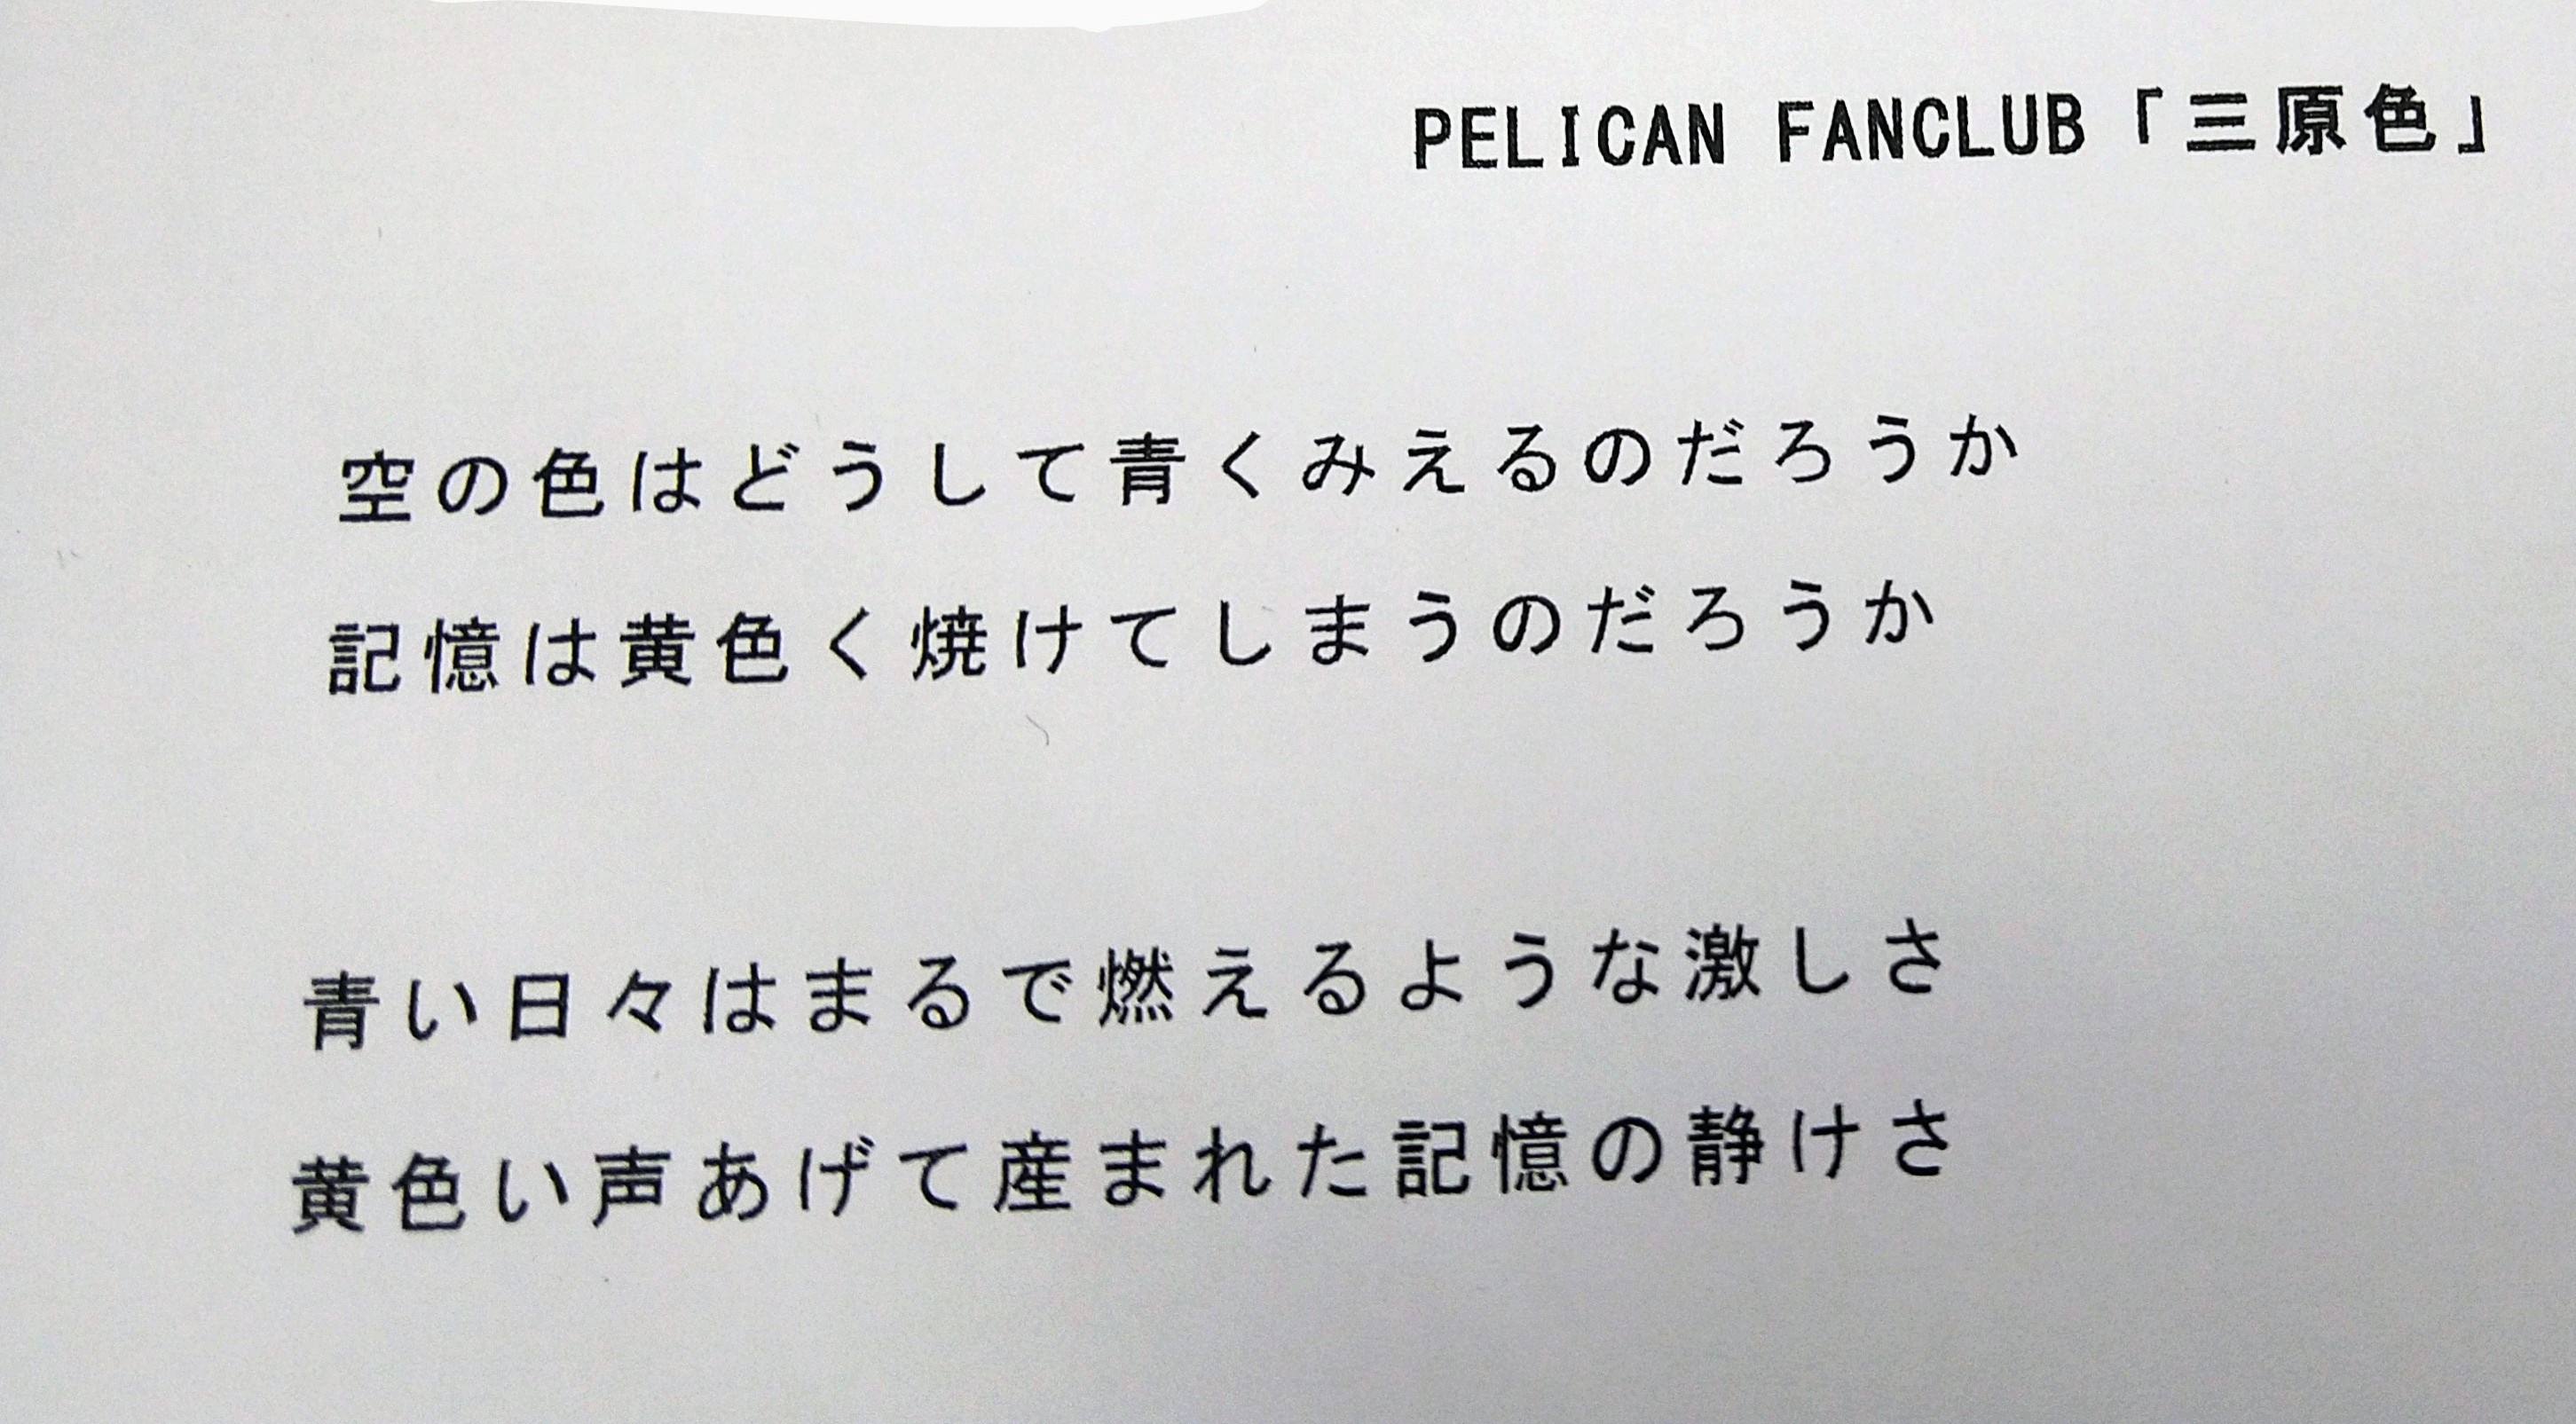 PELICAN FANCLUB「三原色」
空の色はどうして青くみえるのだろうか
記憶は黄色く焼けてしまうのだろうか
青い日々はまるで燃えるような激しさ
黄色い声あげて産まれた記憶の静けさ